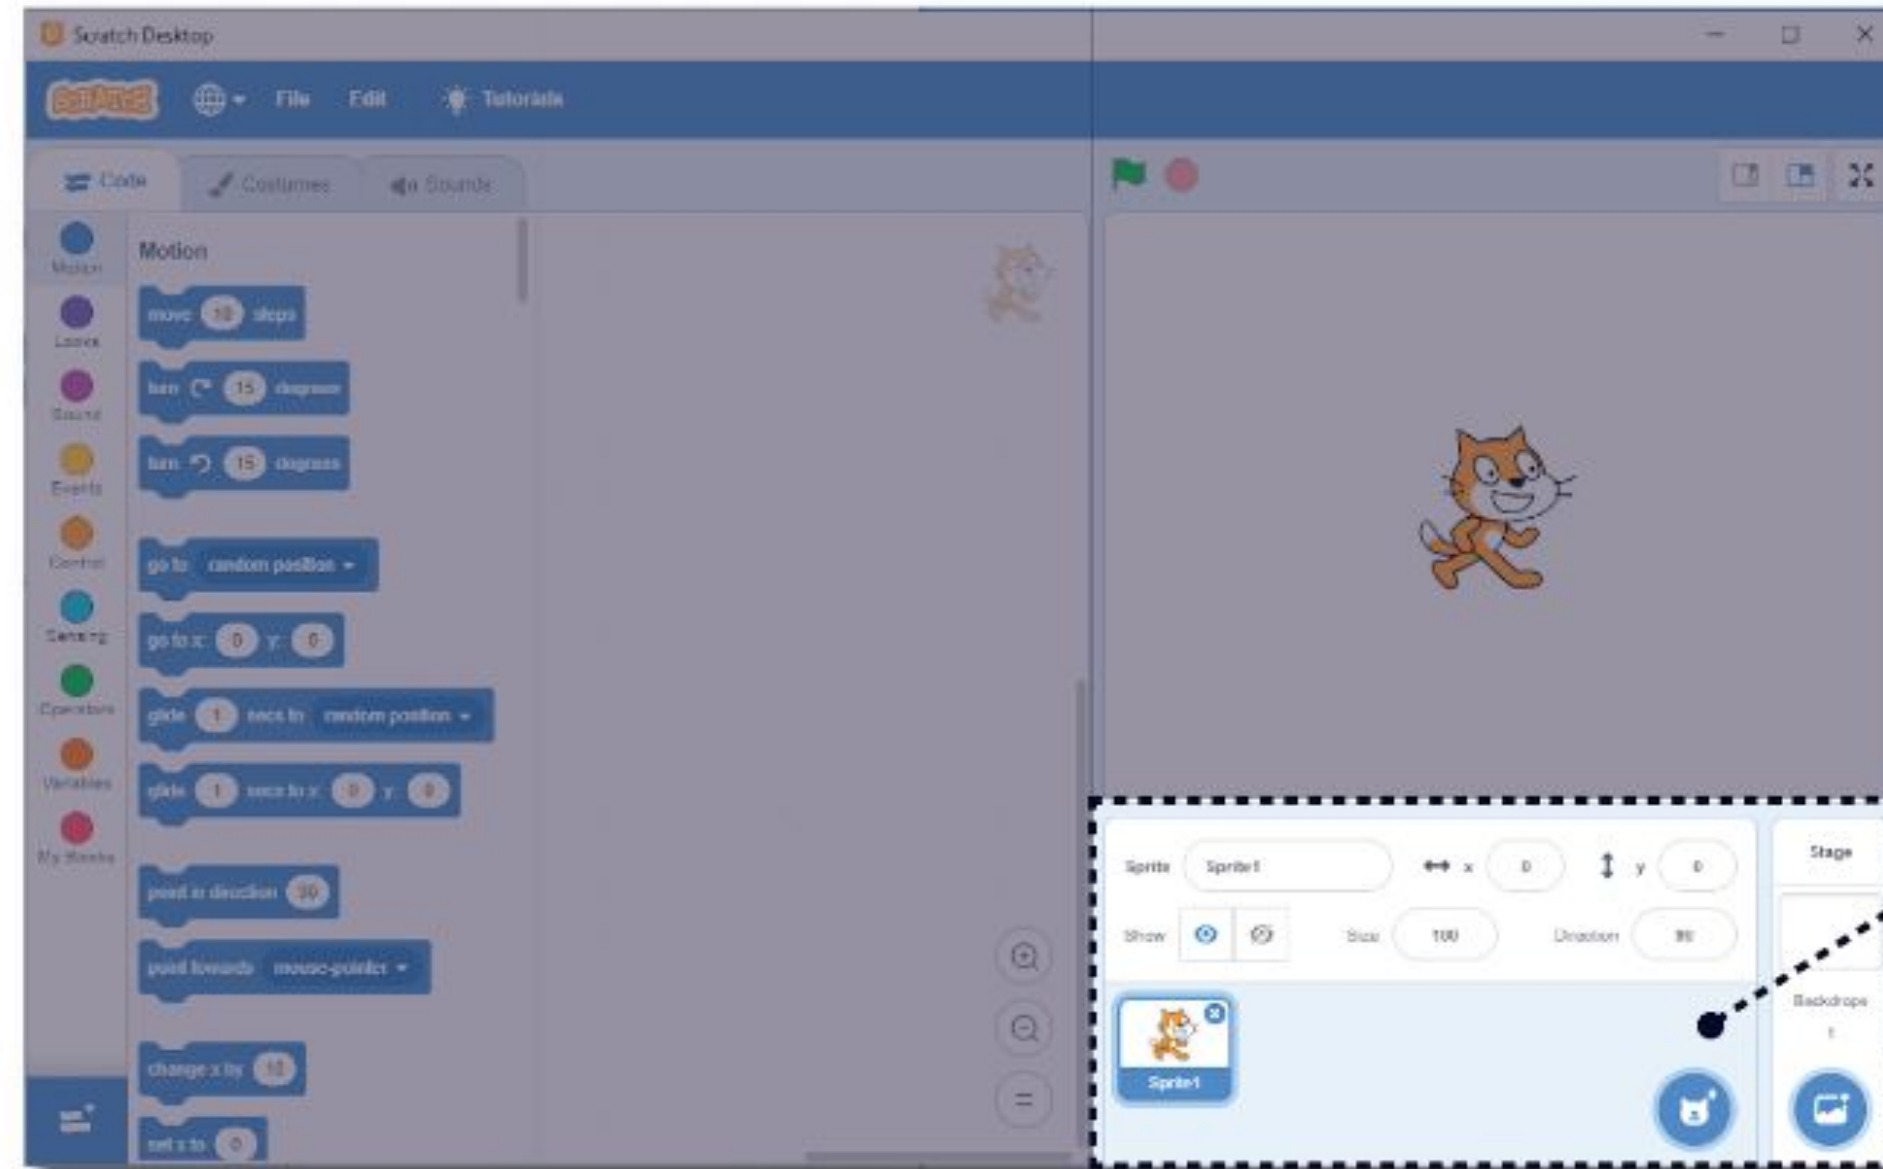 Scratch Desktop
SCRATCH
File Edit Tutorials
Code Costumes Sounds
Motion
Looks
Sound
Events
Control
Sensing
Operators
Variables
My Blocks
Motion
move 10 steps
turn 15 degrees
turn 15 degrees
go to random position
go to x: 0 y: 0
glide 1 secs to random position
glide 1 secs to x: 0 y: 0
point in direction 90
point towards mouse-pointer
change x by 10
set x to 0
Sprite Sprite1 x 0 y 0
Show Size 100 Direction 90
Sprite1
Stage
Backdrops
1